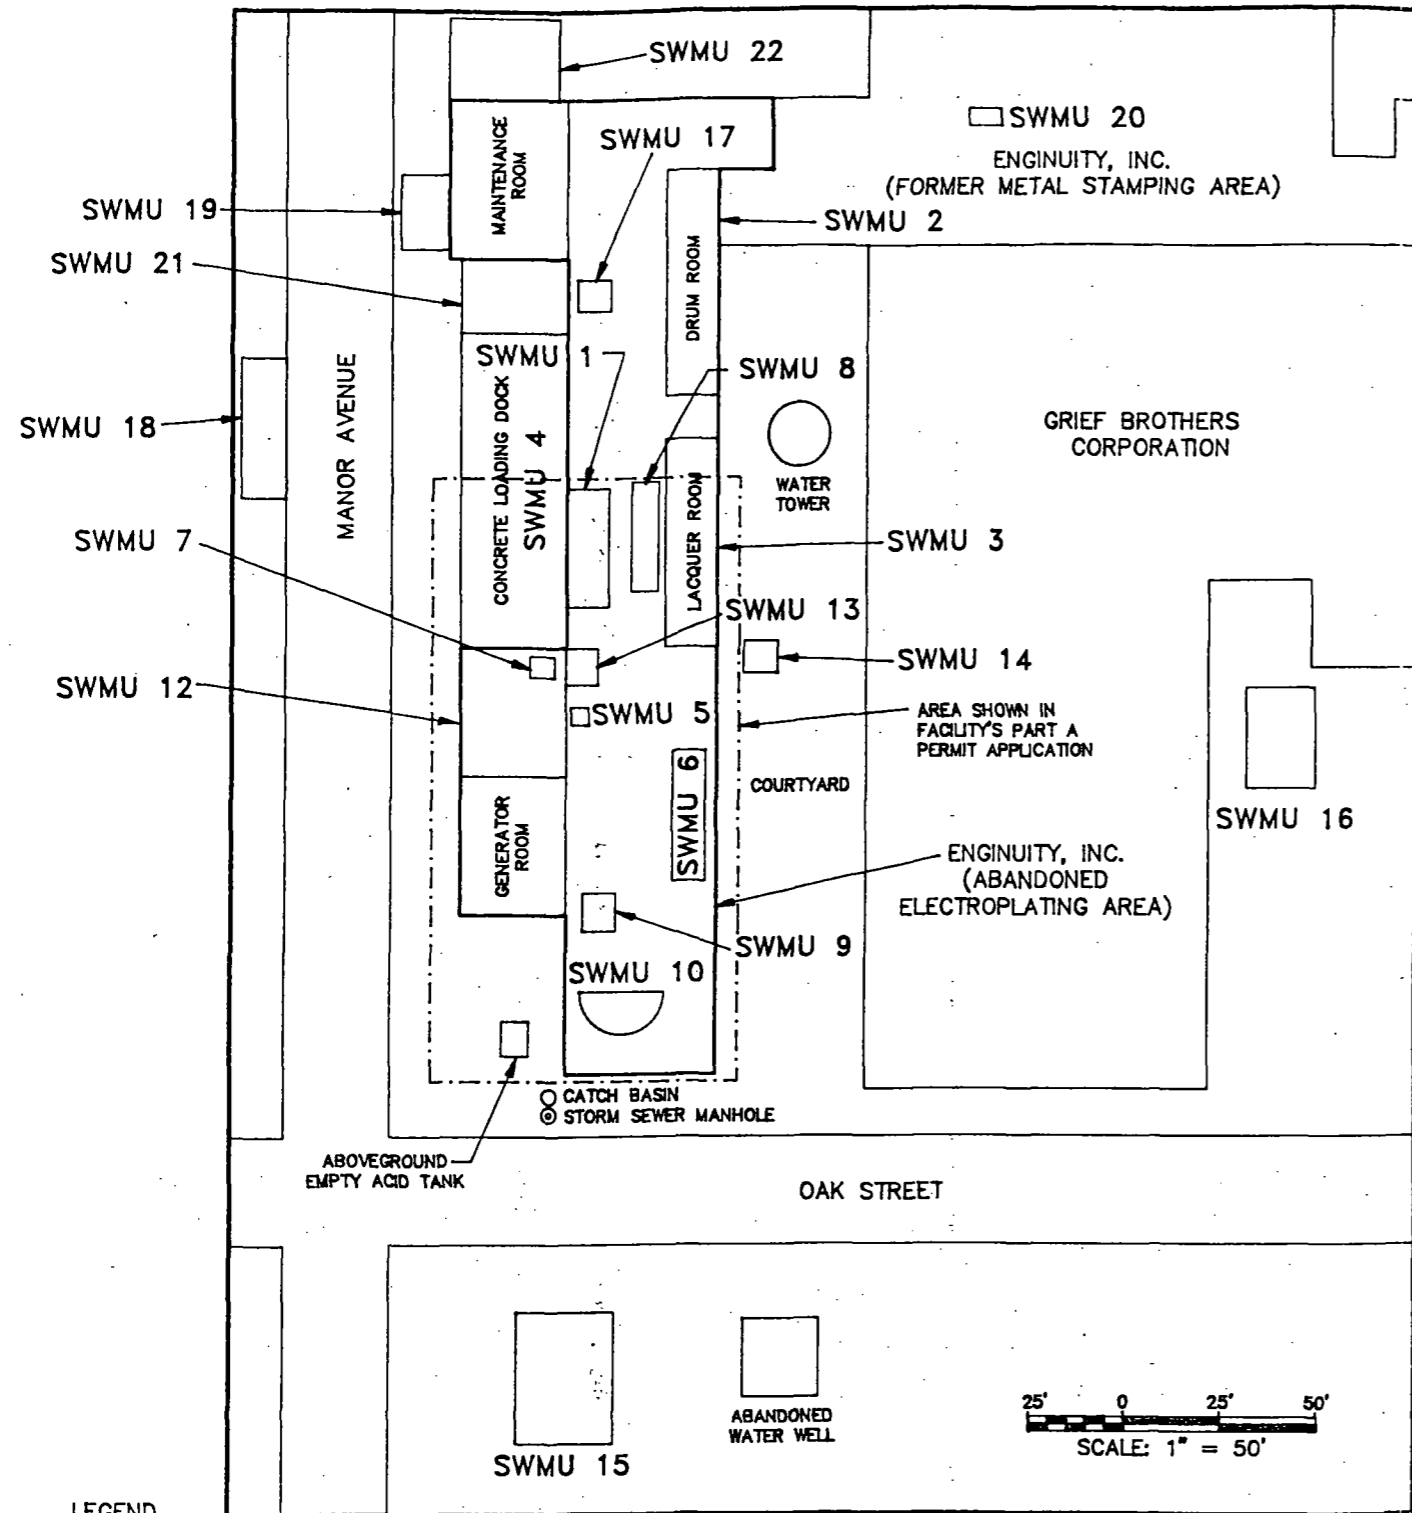 SWMU 22
SWMU 20
ENGINUITY, INC.
(FORMER METAL STAMPING AREA)
SWMU 17
MAINTENANCE
ROOM
SWMU 19
SWMU 2
SWMU 21
DRUM ROOM
SWMU 1
SWMU 8
MANOR AVENUE
CONCRETE LOADING DOCK
SWMU 4
SWMU 18
GRIEF BROTHERS
CORPORATION
WATER
TOWER
LACQUER ROOM
SWMU 7
SWMU 3
SWMU 13
SWMU 14
SWMU 12
SWMU 5
AREA SHOWN IN
FACILITY'S PART A
PERMIT APPLICATION
SWMU 6
COURTYARD
SWMU 16
GENERATOR
ROOM
ENGINUITY, INC.
(ABANDONED
ELECTROPLATING AREA)
SWMU 9
SWMU 10
CATCH BASIN
STORM SEWER MANHOLE
ABOVEGROUND
EMPTY ACID TANK
OAK STREET
SWMU 15
ABANDONED
WATER WELL
25' 0 25' 50'
SCALE: 1" = 50'
LEGEND